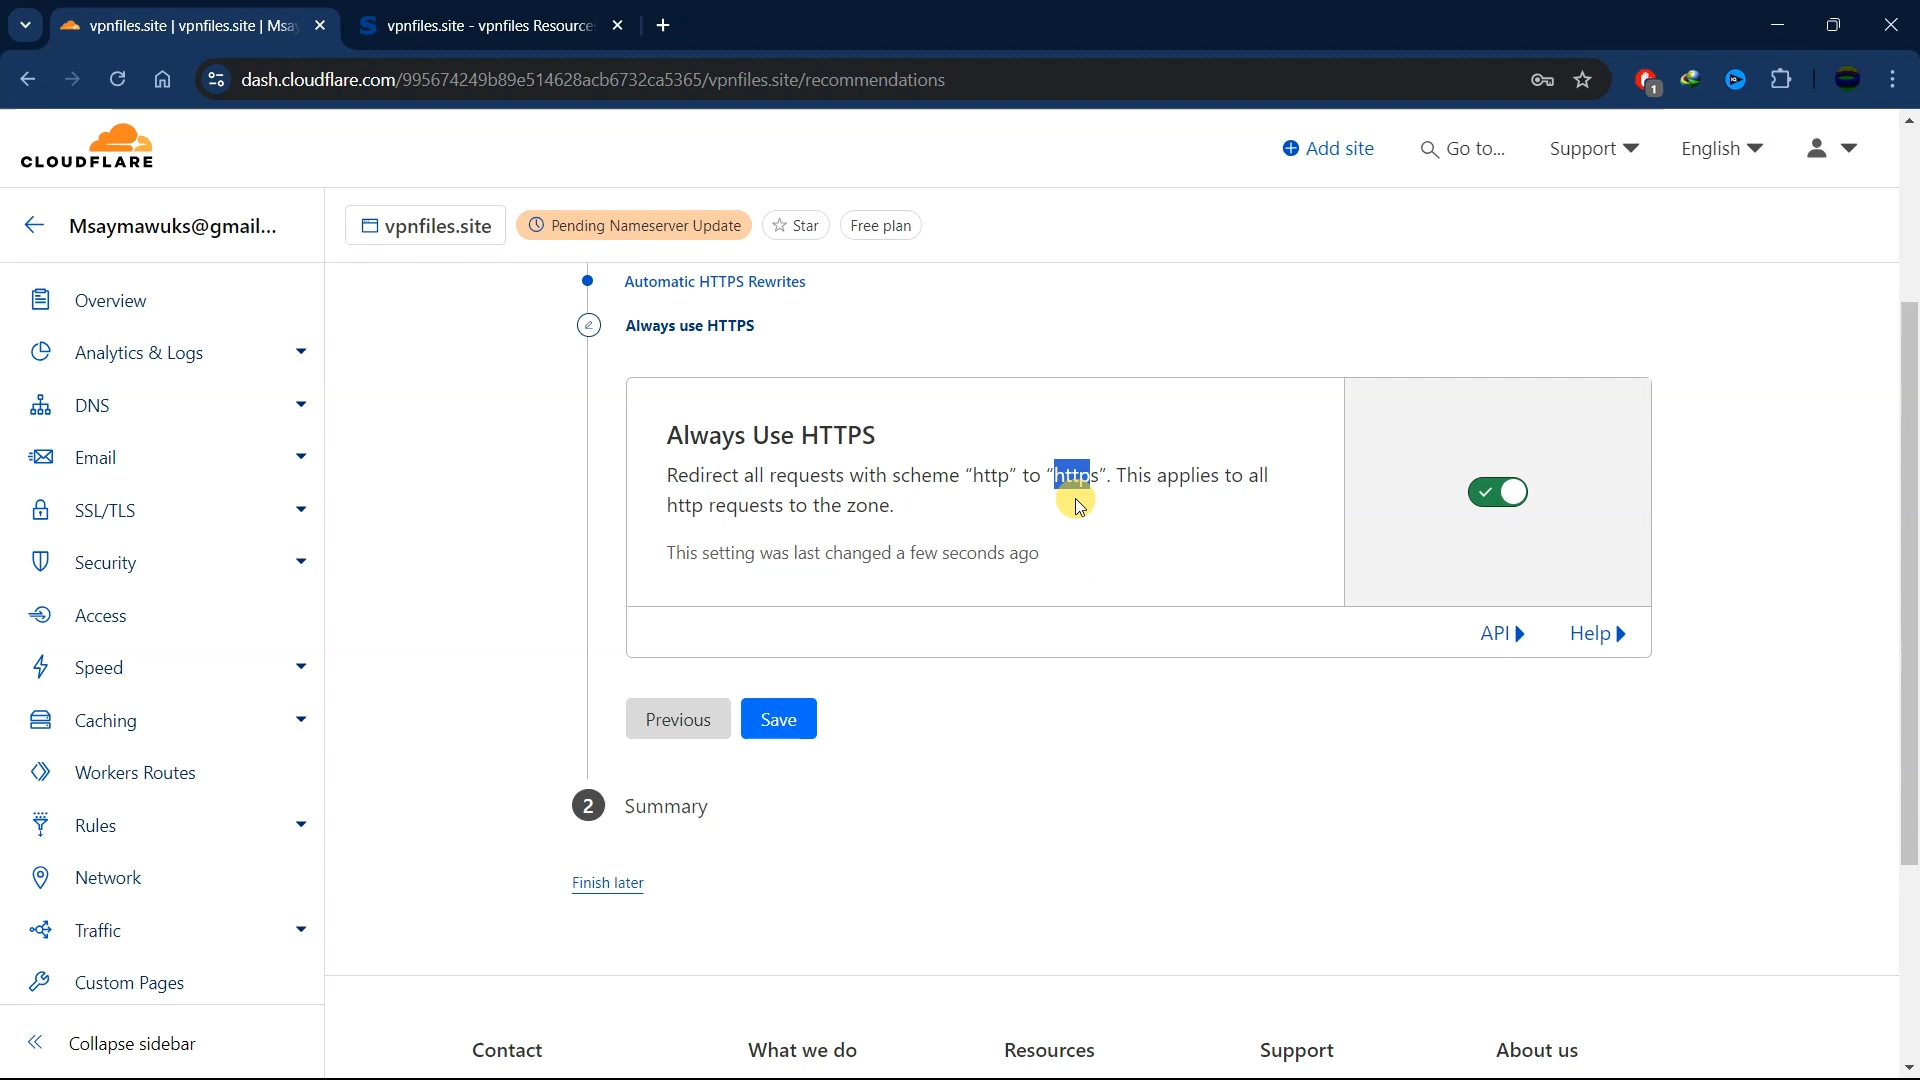 vpnfiles.site | vpnfiles.site | Msa
vpnfiles.site - vpnfiles Resource
dash.cloudflare.com/995674249b89e514628acb6732ca5365/vpnfiles.site/recommendations
1
CLOUDFLARE
Add site
Go to...
Support
English
Msaymawuks@gmail...
vpnfiles.site
Pending Nameserver Update
Star
Free plan
Overview
Analytics & Logs
DNS
Email
SSL/TLS
Security
Access
Speed
Caching
Workers Routes
Rules
Network
Traffic
Custom Pages
Collapse sidebar
Automatic HTTPS Rewrites
Always use HTTPS
Always Use HTTPS
Redirect all requests with scheme “http” to “https”. This applies to all
http requests to the zone.
This setting was last changed a few seconds ago
API
Help
Previous
Save
2
Summary
Finish later
Contact
What we do
Resources
Support
About us